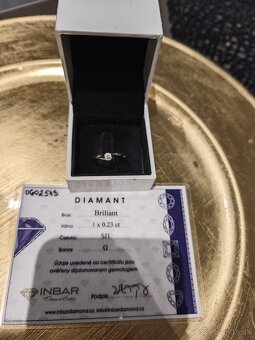 0G02573
DIAMANT
Brus: Briliant
Váha: 1 x 0.23 ct
Čistota: SI1
Barva: G
Údaje uvedené na certifikátu jsou
ověřeny diplomovaným gemologem.
INBAR
Podpis:
www.inbardiamond.cz, info@inbardiamond.cz